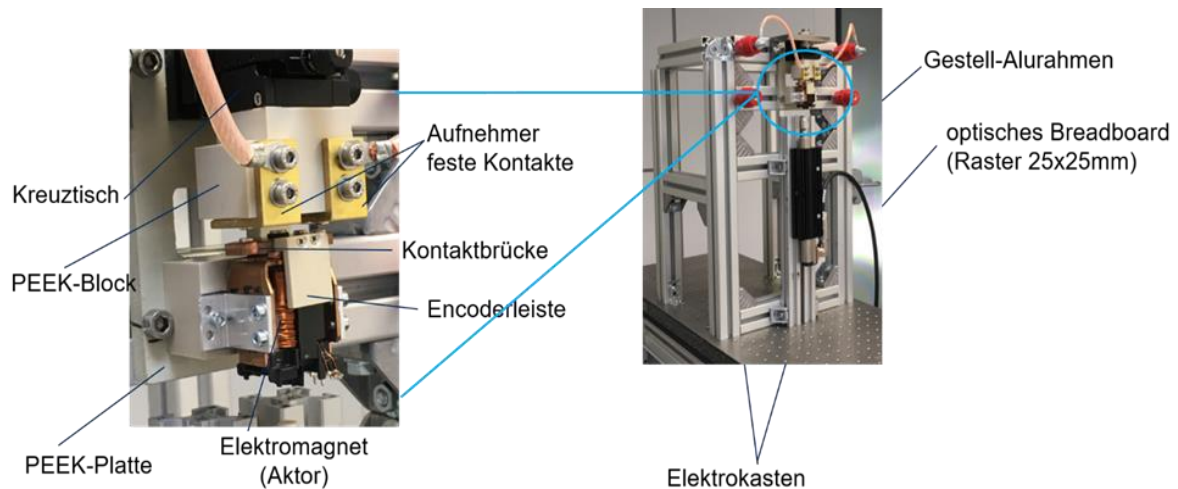 Kreuztisch
PEEK-Block
PEEK-Platte
Elektromagnet
(Aktor)
Aufnehmer
feste Kontakte
Kontaktbrücke
Encoderleiste
Gestell-Alurahmen
optisches Breadboard
(Raster 25x25mm)
Elektrokasten